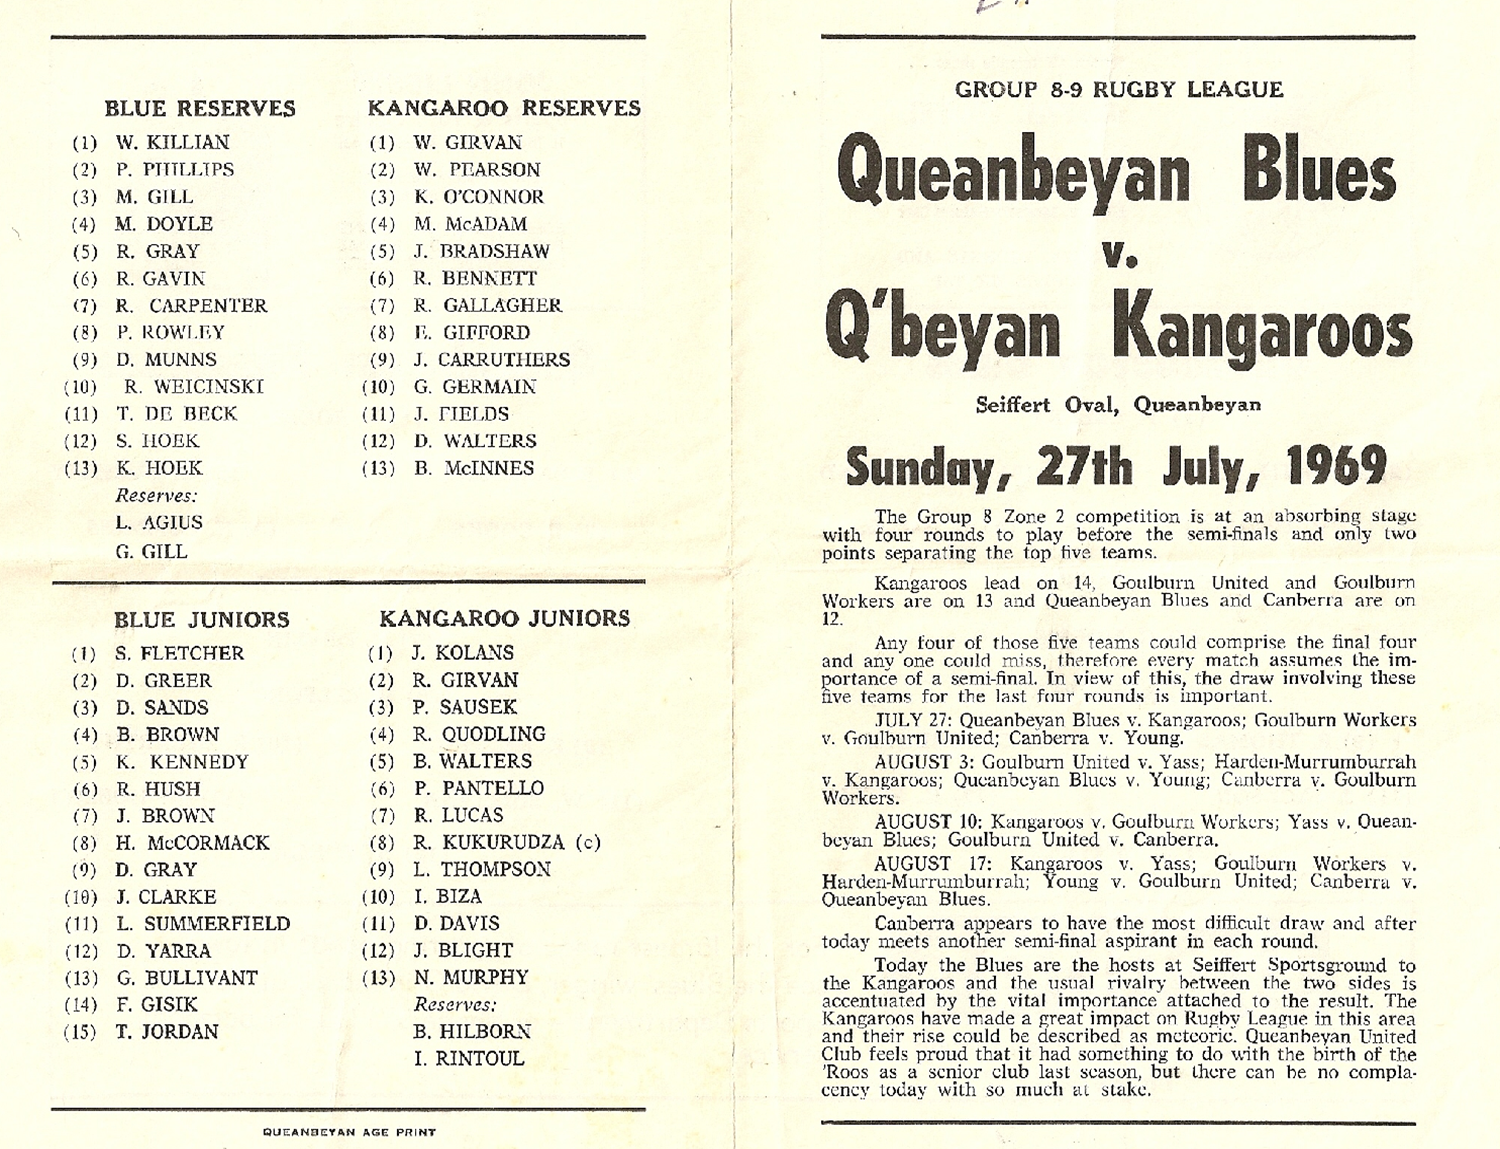 BLUE RESERVES
(1) W. KILLIAN
(2) P. PHILLIPS
(3) M. GILL
(4) M. DOYLE
(5) R. GRAY
(6) R. GAVIN
(7) R. CARPENTER
(8) P. ROWLEY
(9) D. MUNNS
(10) R. WEICINSKI
(11) T. DE BECK
(12) S. HOEK
(13) K. HOEK
Reserves:
L. AGIUS
G. GILL
KANGAROO RESERVES
(1) W. GIRVAN
(2) W. PEARSON
(3) K. O'CONNOR
(4) M. McADAM
(5) J. BRADSHAW
(6) R. BENNETT
(7) R. GALLAGHER
(8) E. GIFFORD
(9) J. CARRUTHERS
(10) G. GERMAIN
(11) J. FIELDS
(12) D. WALTERS
(13) B. McINNES
BLUE JUNIORS
(1) S. FLETCHER
(2) D. GREER
(3) D. SANDS
(4) B. BROWN
(5) K. KENNEDY
(6) R. HUSH
(7) J. BROWN
(8) H. McCORMACK
(9) D. GRAY
(10) J. CLARKE
(11) L. SUMMERFIELD
(12) D. YARRA
(13) G. BULLIVANT
(14) F. GISIK
(15) T. JORDAN
KANGAROO JUNIORS
(1) J. KOLANS
(2) R. GIRVAN
(3) P. SAUSEK
(4) R. QUODLING
(5) B. WALTERS
(6) P. PANTELLO
(7) R. LUCAS
(8) R. KUKURUDZA (c)
(9) L. THOMPSON
(10) I. BIZA
(11) D. DAVIS
(12) J. BLIGHT
(13) N. MURPHY
Reserves:
B. HILBORN
I. RINTOUL
QUEANBEYAN AGE PRINT
GROUP 8-9 RUGBY LEAGUE
Queanbeyan Blues
v.
Q'beyan Kangaroos
Seiffert Oval, Queanbeyan
Sunday, 27th July, 1969
The Group 8 Zone 2 competition is at an absorbing stage
with four rounds to play before the semi-finals and only two
points separating the top five teams.
Kangaroos lead on 14, Goulburn United and Goulburn
Workers are on 13 and Queanbeyan Blues and Canberra are on
12.
Any four of those five teams could comprise the final four
and any one could miss, therefore every match assumes the im-
portance of a semi-final. In view of this, the draw involving these
five teams for the last four rounds is important.
JULY 27: Queanbeyan Blues v. Kangaroos; Goulburn Workers
v. Goulburn United; Canberra v. Young.
AUGUST 3: Goulburn United v. Yass; Harden-Murrumburrah
v. Kangaroos; Queanbeyan Blues v. Young; Canberra v. Goulburn
Workers.
AUGUST 10: Kangaroos v. Goulburn Workers; Yass v. Quean-
beyan Blues; Goulburn United v. Canberra.
AUGUST 17: Kangaroos v. Yass; Goulburn Workers v.
Harden-Murrumburrah; Young v. Goulburn United; Canberra v.
Queanbeyan Blues.
Canberra appears to have the most difficult draw and after
today meets another semi-final aspirant in each round.
Today the Blues are the hosts at Seiffert Sportsground to
the Kangaroos and the usual rivalry between the two sides is
accentuated by the vital importance attached to the result. The
Kangaroos have made a great impact on Rugby League in this area
and their rise could be described as meteoric. Queanbeyan United
Club feels proud that it had something to do with the birth of the
'Roos as a senior club last season, but there can be no compla-
cency today with so much at stake.